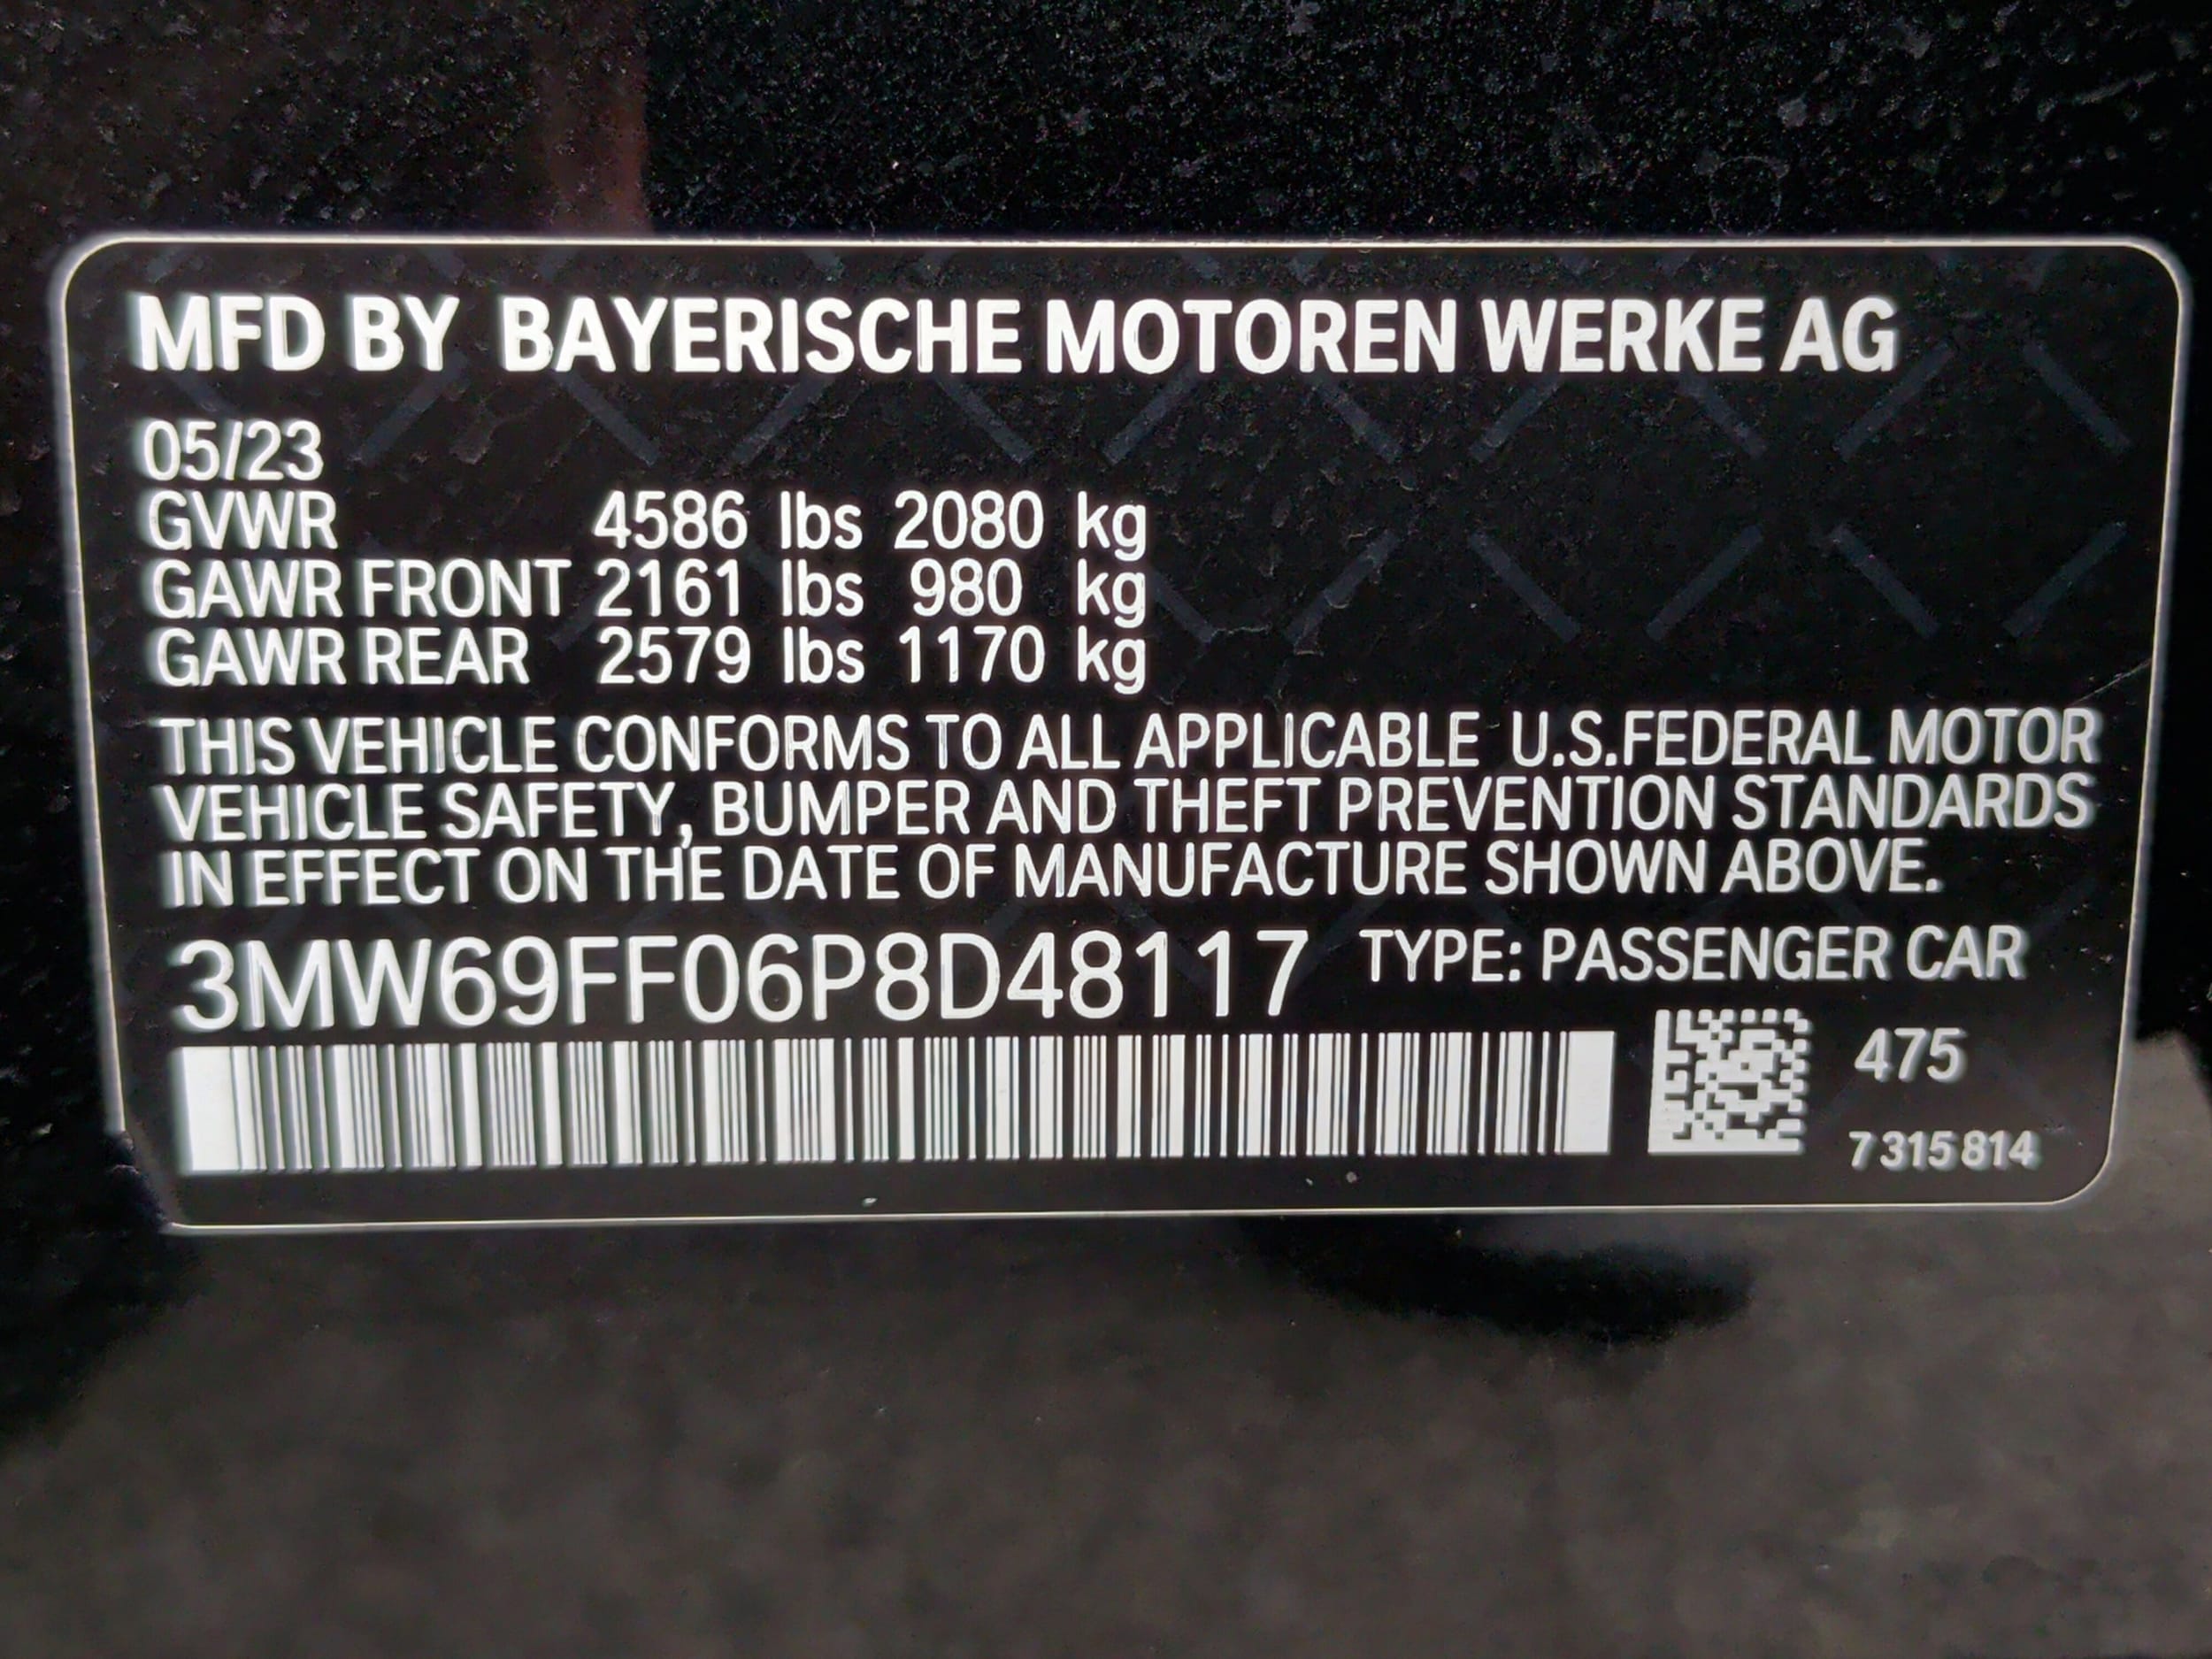 MFD BY BAYERISCHE MOTOREN WERKE AG
05/23
GVWR 4586 lbs 2080 kg
GAWR FRONT 2161 lbs 980 kg
GAWR REAR 2579 lbs 1170 kg
THIS VEHICLE CONFORMS TO ALL APPLICABLE U.S.FEDERAL MOTOR
VEHICLE SAFETY, BUMPER AND THEFT PREVENTION STANDARDS
IN EFFECT ON THE DATE OF MANUFACTURE SHOWN ABOVE.
3MW69FF06P8D48117 TYPE: PASSENGER CAR
475
7 315 814